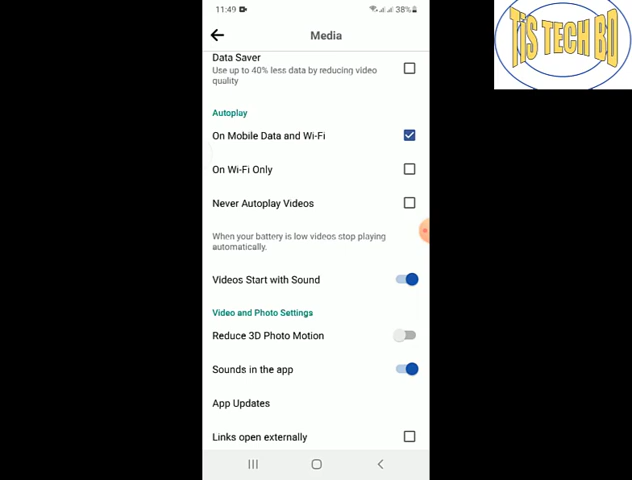 11:49 38%
TIS TECH BD
Media
Data Saver
Use up to 40% less data by reducing video
quality
Autoplay
On Mobile Data and Wi-Fi
On Wi-Fi Only
Never Autoplay Videos
When your battery is low videos stop playing
automatically.
Videos Start with Sound
Video and Photo Settings
Reduce 3D Photo Motion
Sounds in the app
App Updates
Links open externally